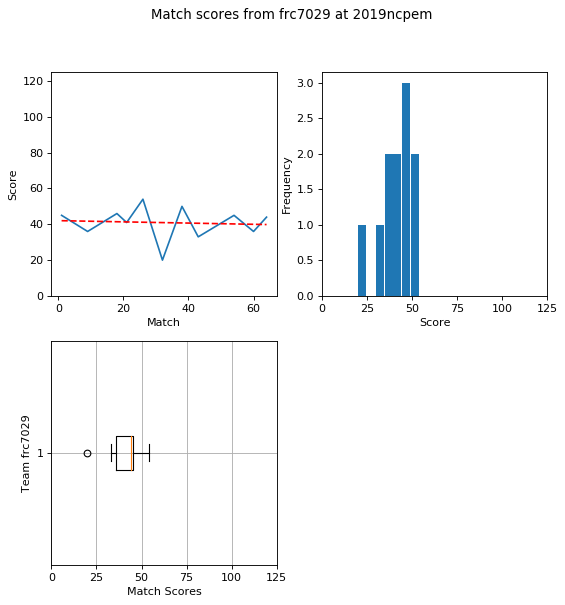 Match scores from frc7029 at 2019ncpem
120
100
80
60
40
20
0
Score
0 20 40 60
Match
3.0
2.5
2.0
1.5
1.0
0.5
0.0
Frequency
0 25 50 75 100 125
Score
Team frc7029
1
0 25 50 75 100 125
Match Scores